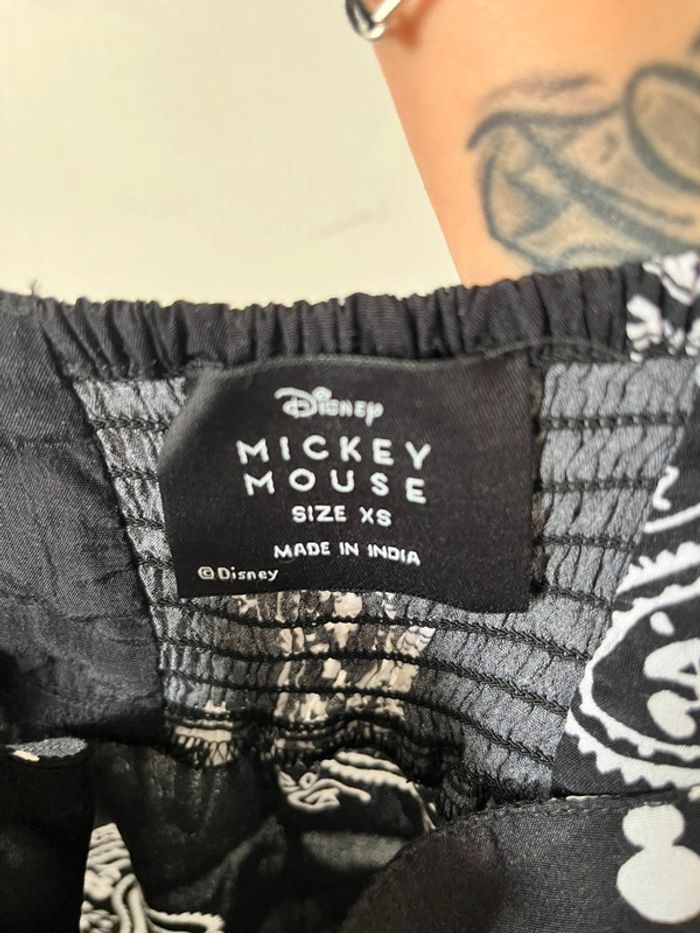 Disney
MICKEY
MOUSE
SIZE XS
MADE IN INDIA
©Disney